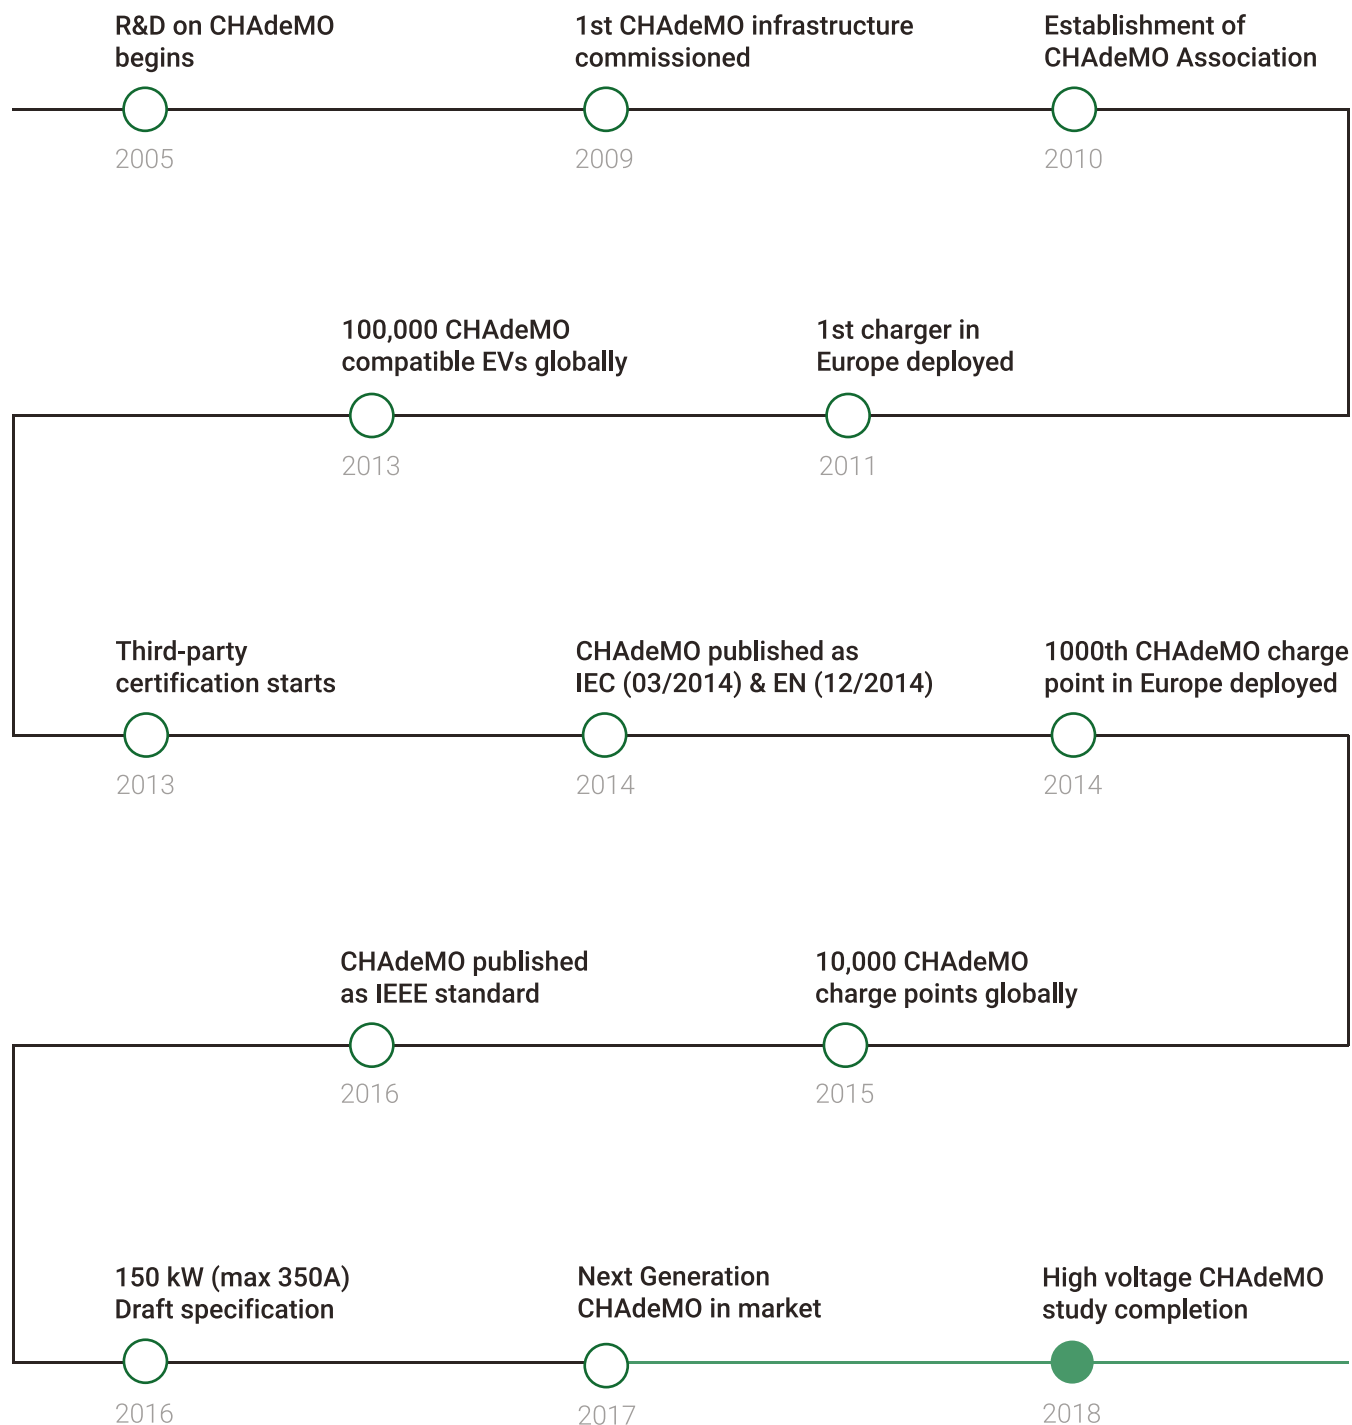 R&D on CHAdeMO
begins
2005
1st CHAdeMO infrastructure
commissioned
2009
Establishment of
CHAdeMO Association
2010
1st charger in
Europe deployed
2011
100,000 CHAdeMO
compatible EVs globally
2013
Third-party
certification starts
2013
CHAdeMO published as
IEC (03/2014) & EN (12/2014)
2014
1000th CHAdeMO charge
point in Europe deployed
2014
10,000 CHAdeMO
charge points globally
2015
CHAdeMO published
as IEEE standard
2016
150 kW (max 350A)
Draft specification
2016
Next Generation
CHAdeMO in market
2017
High voltage CHAdeMO
study completion
2018